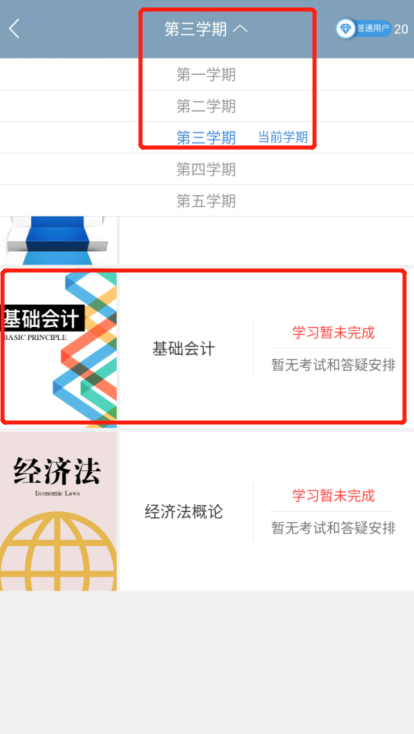 第三学期
普通用户 20
第一学期
第二学期
第三学期 当前学期
第四学期
第五学期
基础会计
BASIC PRINCIPLE
基础会计
学习暂未完成
暂无考试和答疑安排
经济法
Economic Laws
经济法概论
学习暂未完成
暂无考试和答疑安排